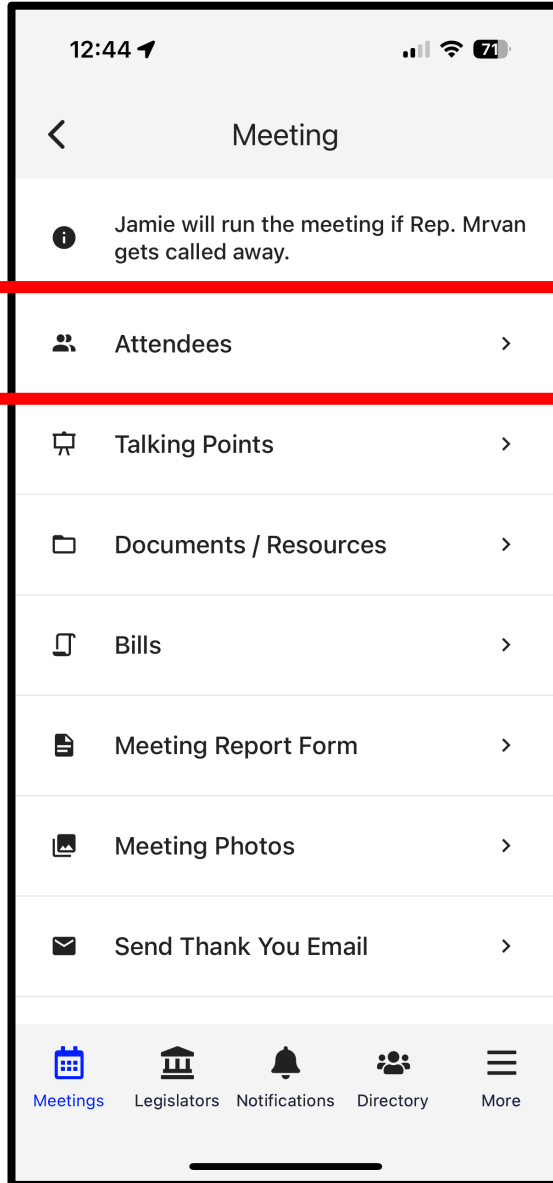 12:44
71
Meeting
Jamie will run the meeting if Rep. Mrvan
gets called away.
Attendees
Talking Points
Documents / Resources
Bills
Meeting Report Form
Meeting Photos
Send Thank You Email
Meetings Legislators Notifications Directory More